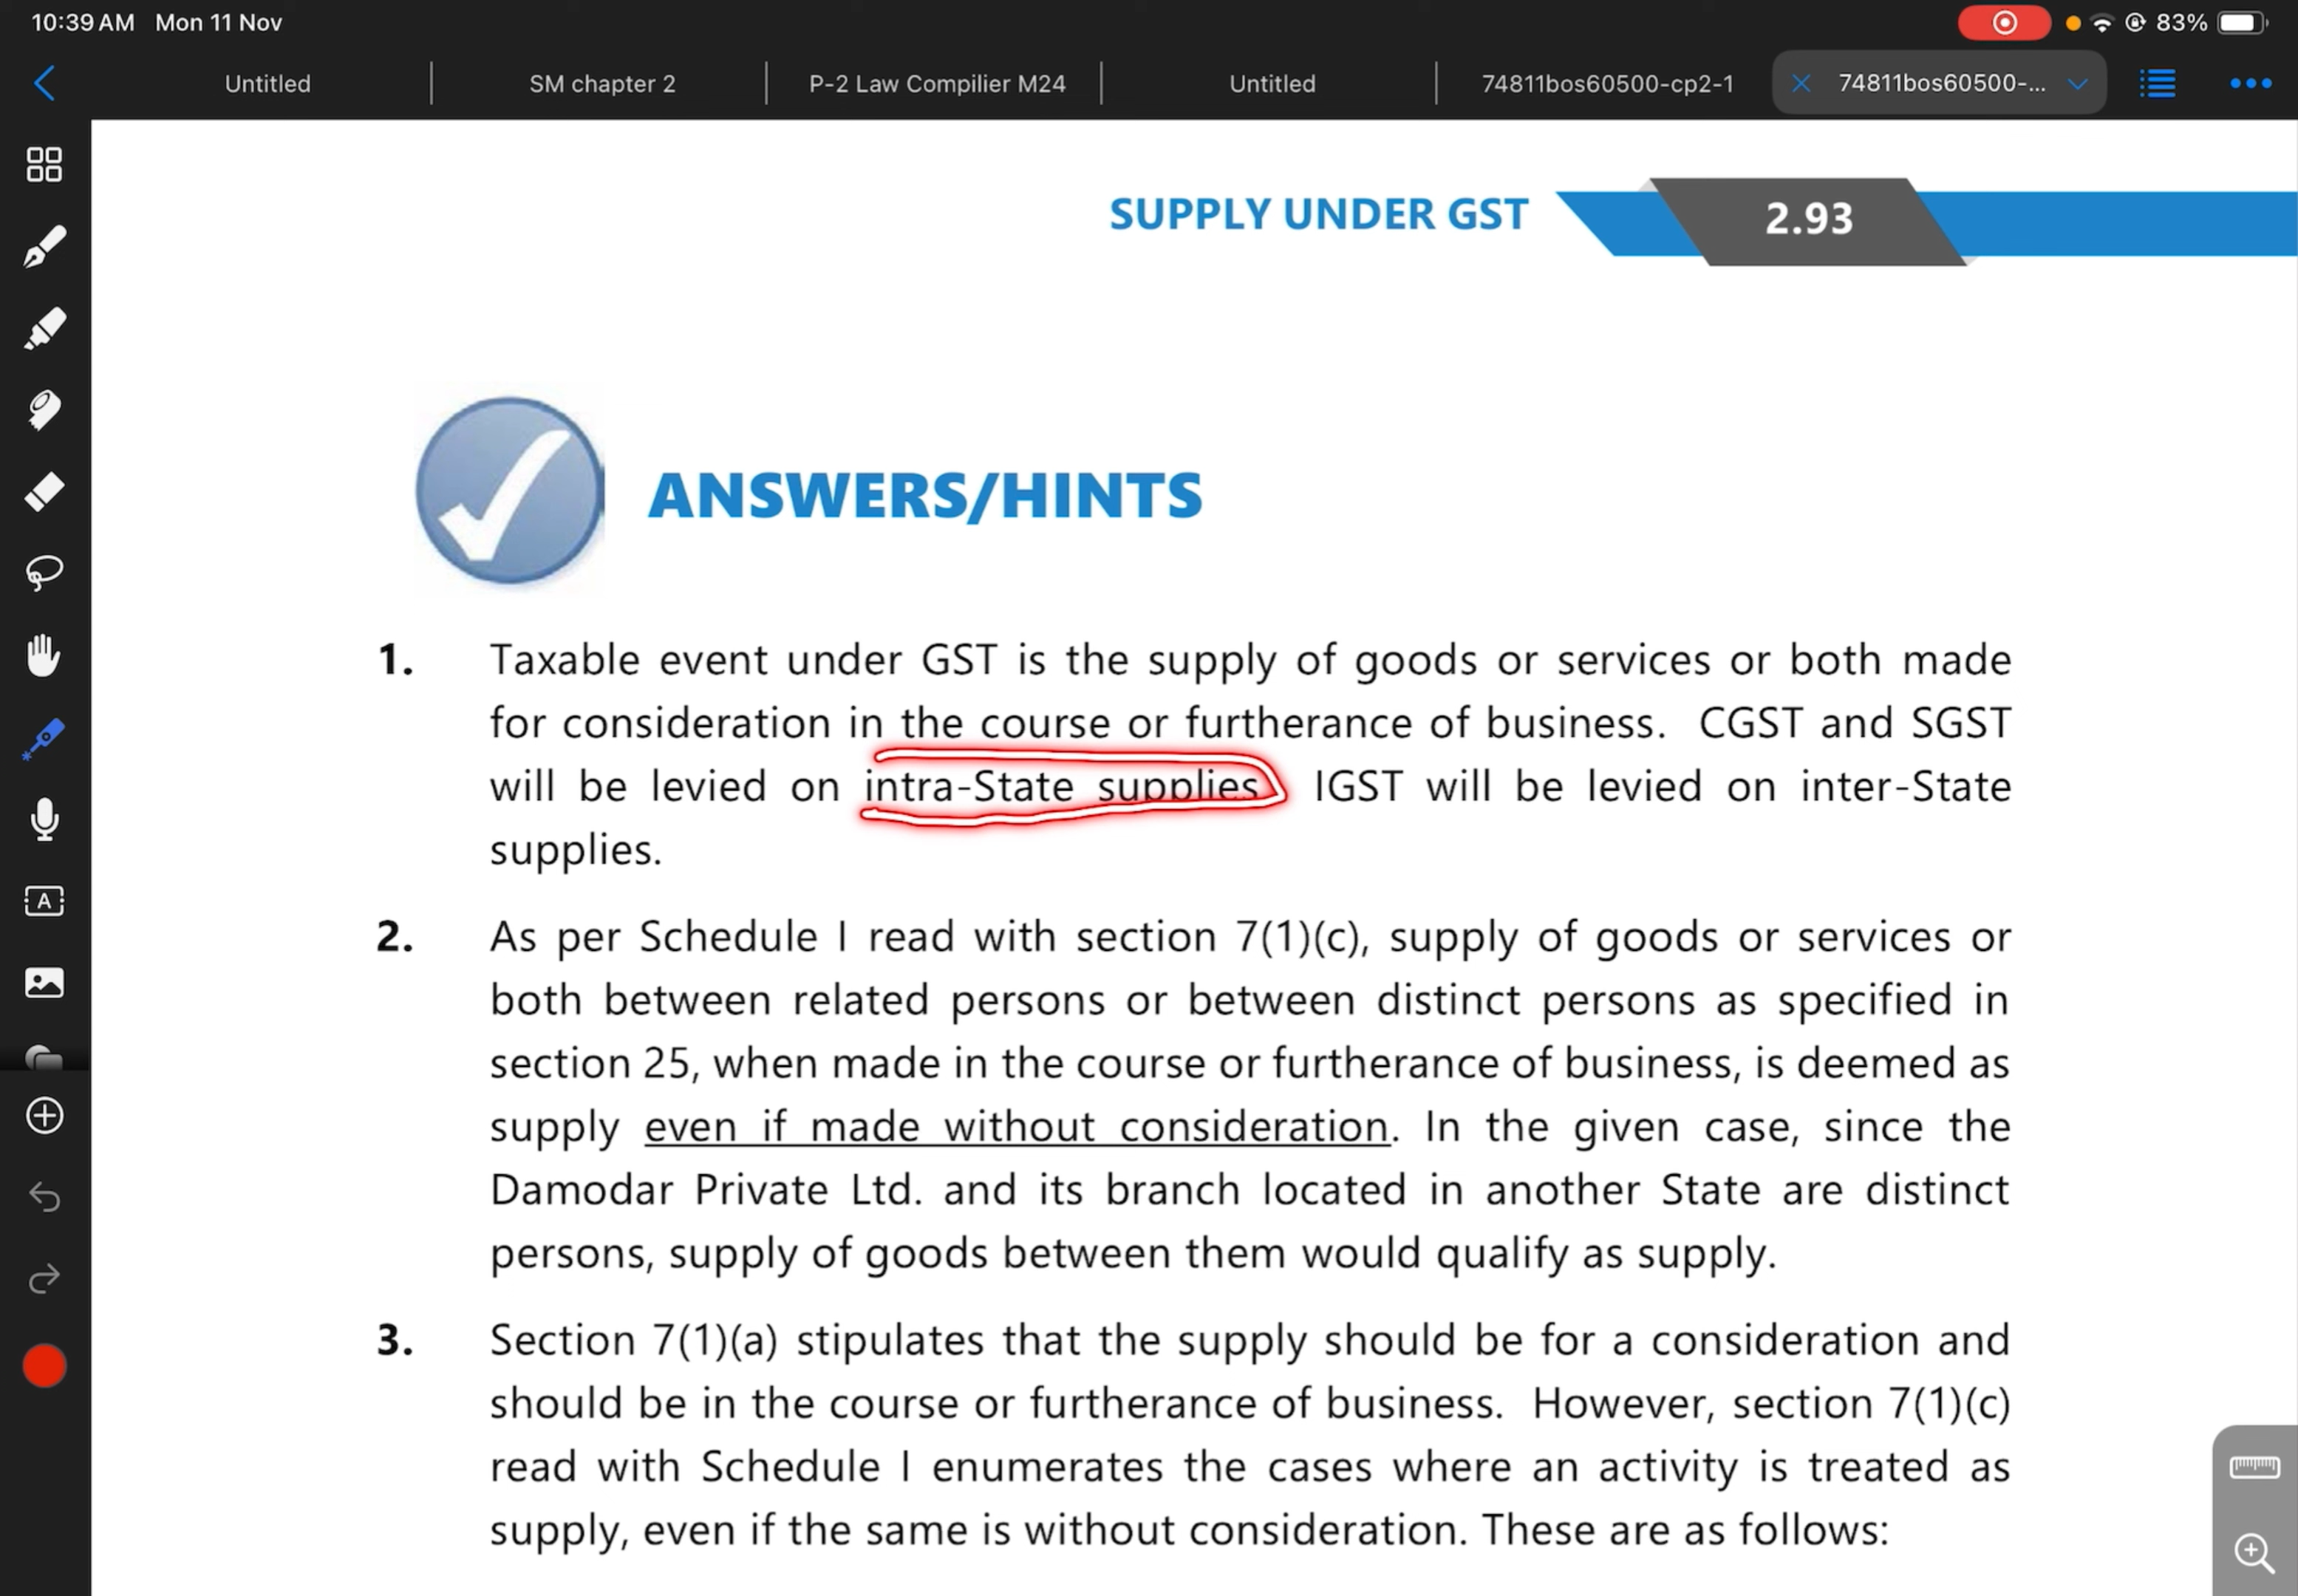 10:39 AM Mon 11 Nov 83%
Untitled SM chapter 2 P-2 Law Compilier M24 Untitled 74811bos60500-cp2-1 74811bos60500-...
SUPPLY UNDER GST 2.93
ANSWERS/HINTS
1. Taxable event under GST is the supply of goods or services or both made
for consideration in the course or furtherance of business. CGST and SGST
will be levied on intra-State supplies IGST will be levied on inter-State
supplies.
2. As per Schedule I read with section 7(1)(c), supply of goods or services or
both between related persons or between distinct persons as specified in
section 25, when made in the course or furtherance of business, is deemed as
supply even if made without consideration. In the given case, since the
Damodar Private Ltd. and its branch located in another State are distinct
persons, supply of goods between them would qualify as supply.
3. Section 7(1)(a) stipulates that the supply should be for a consideration and
should be in the course or furtherance of business. However, section 7(1)(c)
read with Schedule I enumerates the cases where an activity is treated as
supply, even if the same is without consideration. These are as follows:
A